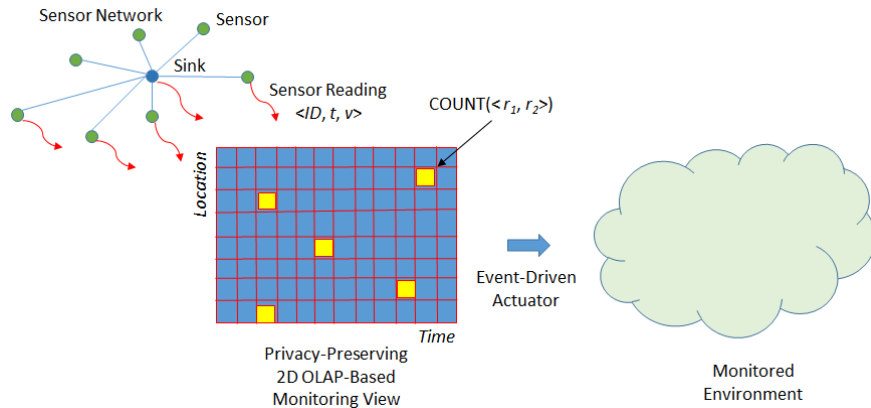 Sensor Network
Sensor
Sink
Sensor Reading
<ID, t, v>
COUNT(< r1, r2>)
Location
Time
Privacy-Preserving
2D OLAP-Based
Monitoring View
Event-Driven
Actuator
Monitored
Environment